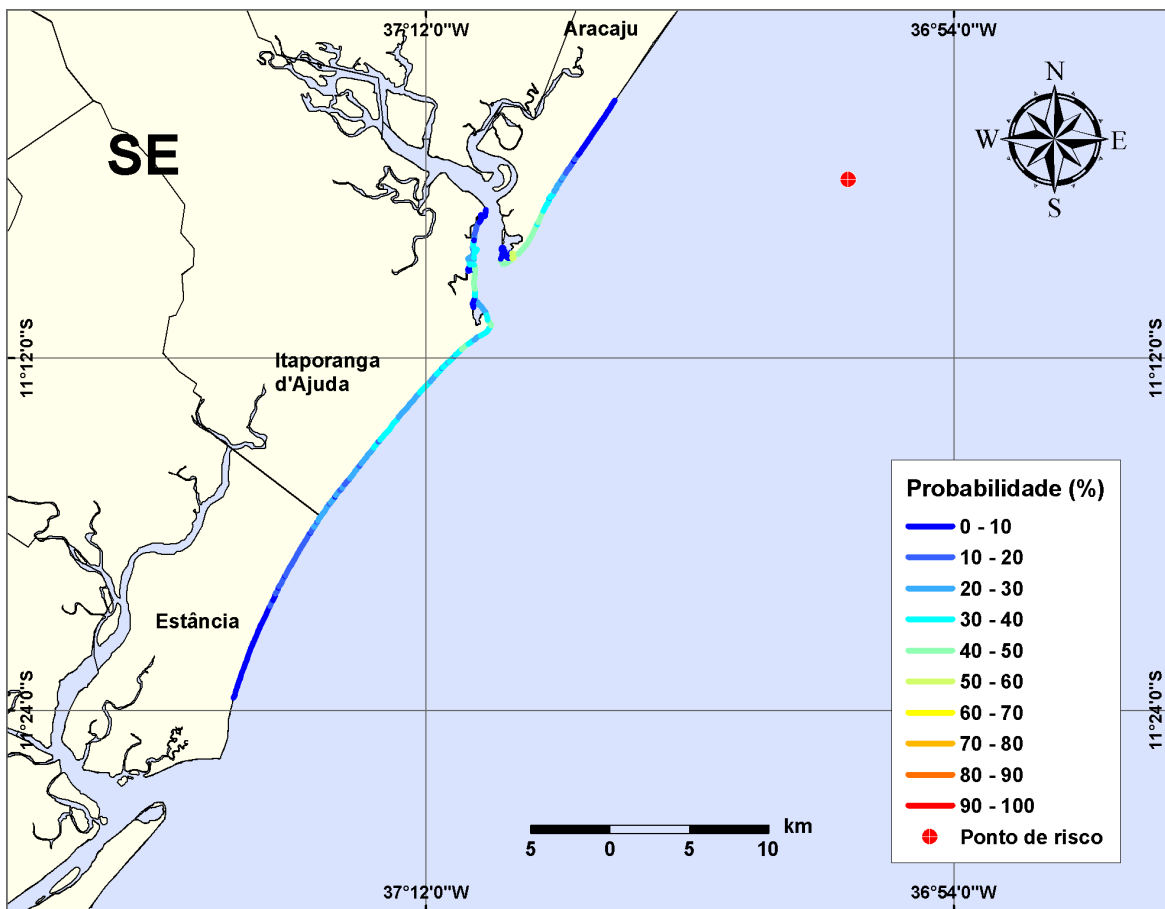 37°12'0"W
36°54'0"W
Aracaju
N
W
E
S
SE
11°12'0"S
11°12'0"S
Itaporanga
d'Ajuda
Estância
11°24'0"S
11°24'0"S
Probabilidade (%)
0 - 10
10 - 20
20 - 30
30 - 40
40 - 50
50 - 60
60 - 70
70 - 80
80 - 90
90 - 100
Ponto de risco
km
5 0 5 10
37°12'0"W
36°54'0"W